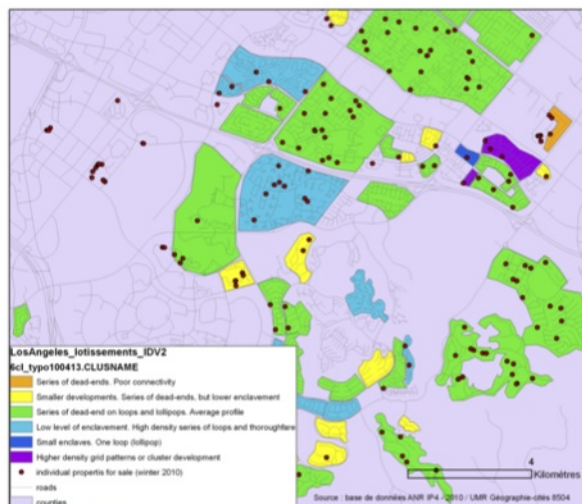 LosAngeles_lotissements_IDV2
6cl_typo100413.CLUSNAME
Series of dead-ends. Poor connectivity
Smaller developments. Series of dead-ends, but lower enclavement
Series of dead-end on loops and lollipops. Average profile
Low level of enclavement. High density series of loops and thoroughfare
Small enclaves. One loop (lollipop)
Higher density grid patterns or cluster development
individual propertis for sale (winter 2010)
roads
counties
4
Kilomètres
Source : base de données ANR IP4 - 2010 / UMR Géographie-cités 8504